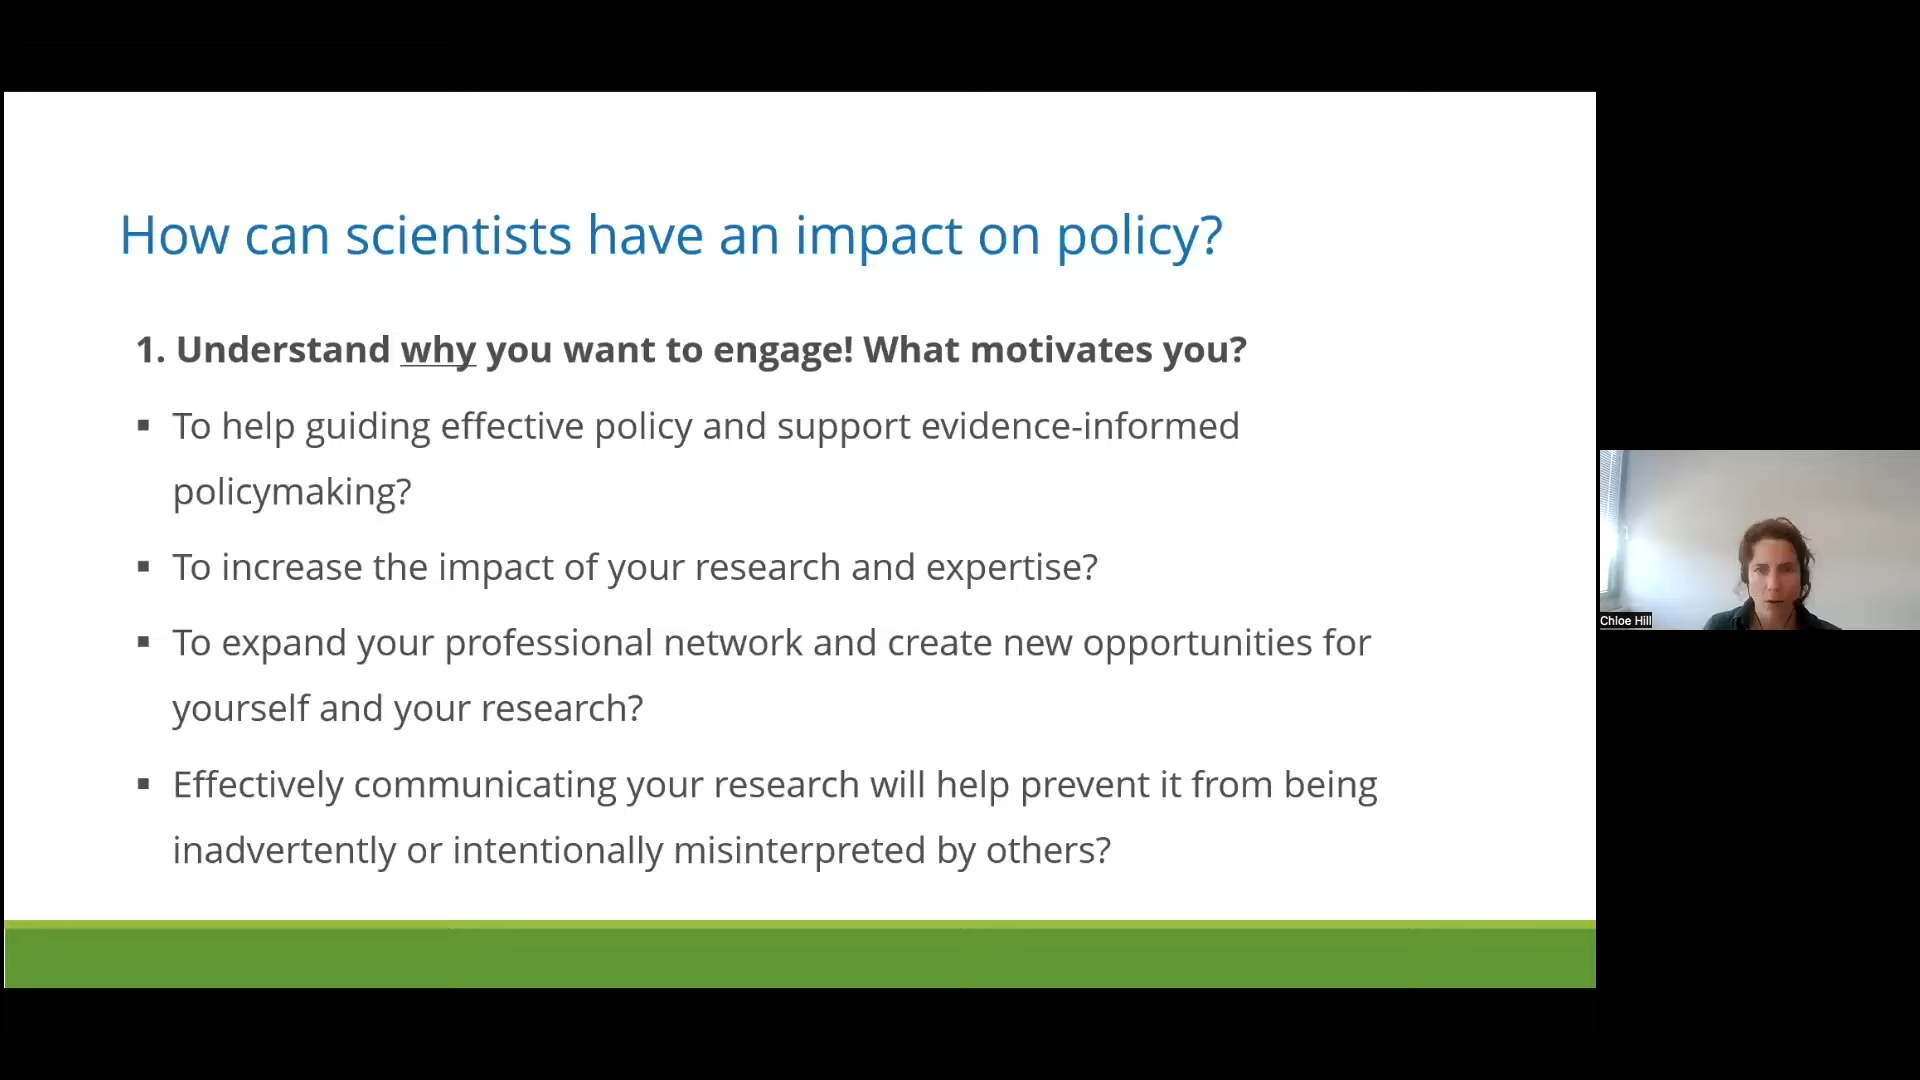 How can scientists have an impact on policy?
1. Understand why you want to engage! What motivates you?
▪ To help guiding effective policy and support evidence-informed
policymaking?
▪ To increase the impact of your research and expertise?
▪ To expand your professional network and create new opportunities for
yourself and your research?
▪ Effectively communicating your research will help prevent it from being
inadvertently or intentionally misinterpreted by others?
Chloe Hill